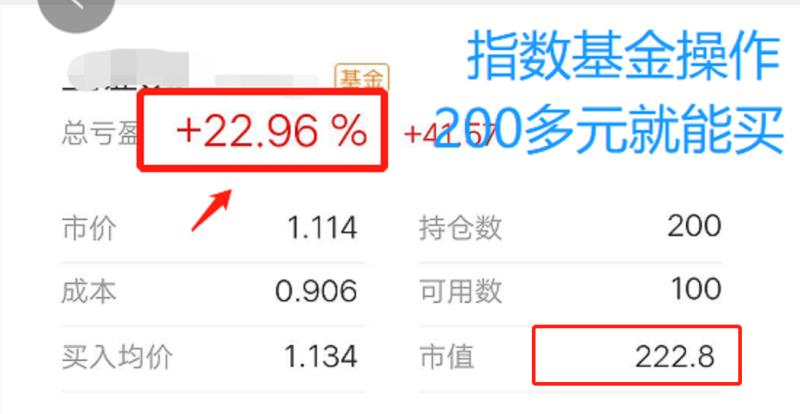 指数基金操作
基金
200多元就能买
总亏盈
+22.96 %
+41.57
市价 1.114 持仓数 200
成本 0.906 可用数 100
买入均价 1.134 市值 222.8